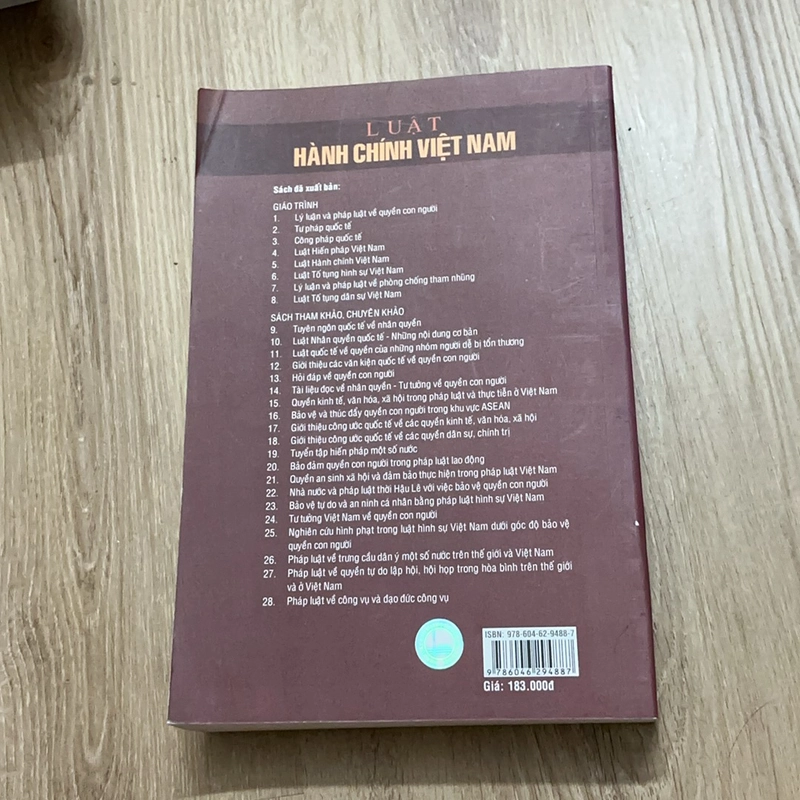 LUẬT
HÀNH CHÍNH VIỆT NAM
Sách đã xuất bản:
GIÁO TRÌNH
1. Lý luận và pháp luật về quyền con người
2. Tư pháp quốc tế
3. Công pháp quốc tế
4. Luật Hiến pháp Việt Nam
5. Luật Hành chính Việt Nam
6. Luật Tố tụng hình sự Việt Nam
7. Lý luận và pháp luật về phòng chống tham nhũng
8. Luật Tố tụng dân sự Việt Nam
SÁCH THAM KHẢO, CHUYÊN KHẢO
9. Tuyên ngôn quốc tế về nhân quyền
10. Luật Nhân quyền quốc tế - Những nội dung cơ bản
11. Luật quốc tế về quyền của những nhóm người dễ bị tổn thương
12. Giới thiệu các văn kiện quốc tế về quyền con người
13. Hỏi đáp về quyền con người
14. Tài liệu đọc về nhân quyền - Tư tưởng về quyền con người
15. Quyền kinh tế, văn hóa, xã hội trong pháp luật và thực tiễn ở Việt Nam
16. Bảo vệ và thúc đẩy quyền con người trong khu vực ASEAN
17. Giới thiệu công ước quốc tế về các quyền kinh tế, văn hóa, xã hội
18. Giới thiệu công ước quốc tế về các quyền dân sự, chính trị
19. Tuyển tập hiến pháp một số nước
20. Bảo đảm quyền con người trong pháp luật lao động
21. Quyền an sinh xã hội và đảm bảo thực hiện trong pháp luật Việt Nam
22. Nhà nước và pháp luật thời Hậu Lê với việc bảo vệ quyền con người
23. Bảo vệ tự do và an ninh cá nhân bằng pháp luật hình sự Việt Nam
24. Tư tưởng Việt Nam về quyền con người
25. Nghiên cứu hình phạt trong luật hình sự Việt Nam dưới góc độ bảo vệ
quyền con người
26. Pháp luật về trưng cầu dân ý một số nước trên thế giới và Việt Nam
27. Pháp luật về quyền tự do lập hội, hội họp trong hòa bình trên thế giới
và ở Việt Nam
28. Pháp luật về công vụ và đạo đức công vụ
ISBN: 978-604-62-9488-7
9 786046 294887
Giá: 183.000đ